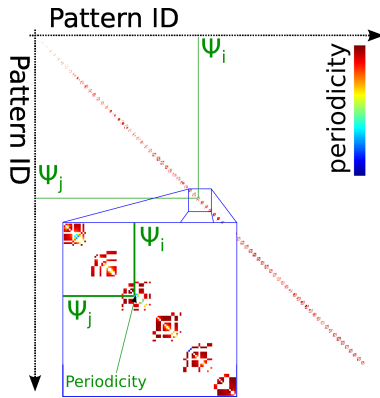 Pattern ID
Ψi
periodicity
Pattern ID
Ψj
Ψi
Ψj
Periodicity